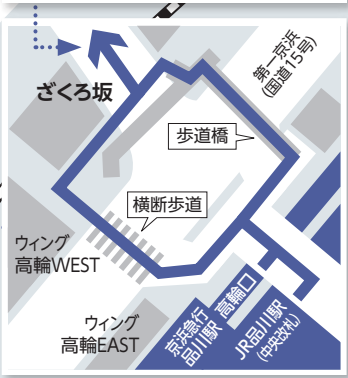 第一京浜
(国道15号)
ざくろ坂
歩道橋
横断歩道
ウィング
高輪WEST
ウィング
高輪EAST
京浜急行
品川駅
高輪口
JR品川駅
(中央改札)